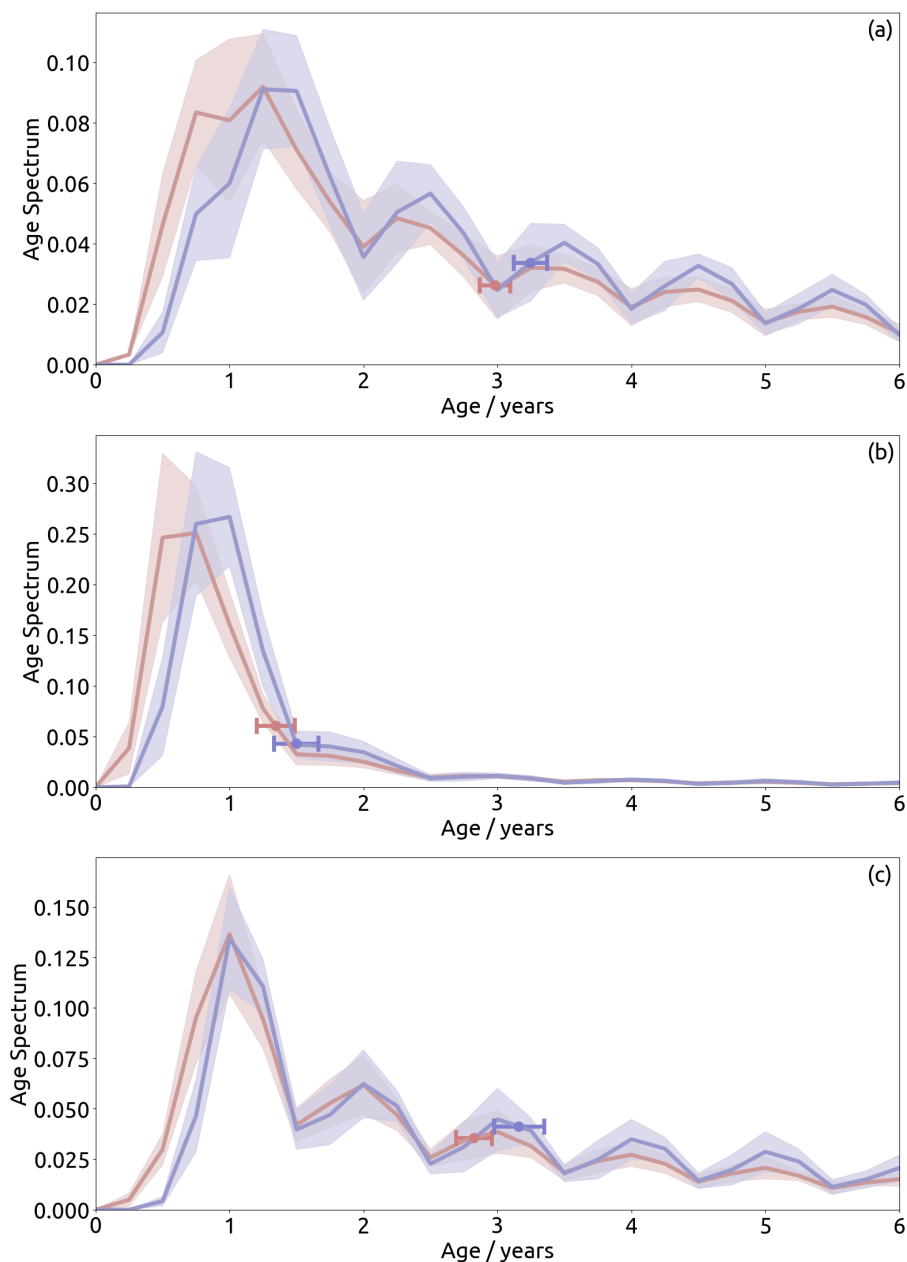 (a)
0.10
0.08
0.06
0.04
0.02
0.00
Age Spectrum
0 1 2 3 4 5 6
Age / years
(b)
0.30
0.25
0.20
0.15
0.10
0.05
0.00
Age Spectrum
0 1 2 3 4 5 6
Age / years
(c)
0.150
0.125
0.100
0.075
0.050
0.025
0.000
Age Spectrum
0 1 2 3 4 5 6
Age / years